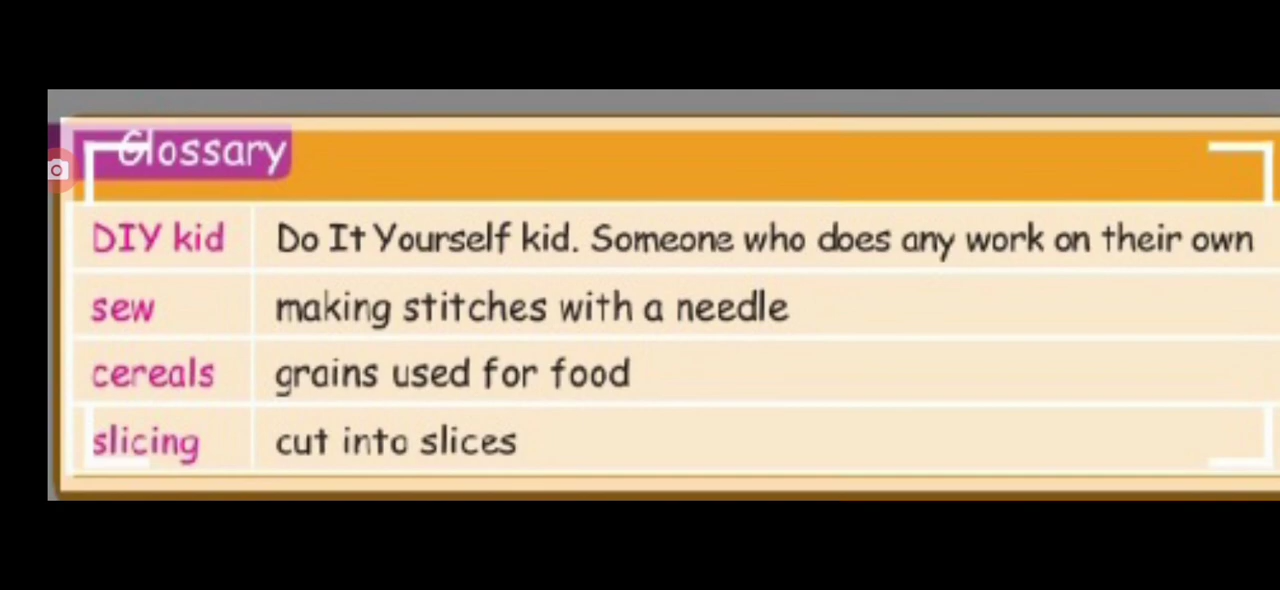 Glossary
DIY kid Do It Yourself kid. Someone who does any work on their own
sew making stitches with a needle
cereals grains used for food
slicing cut into slices